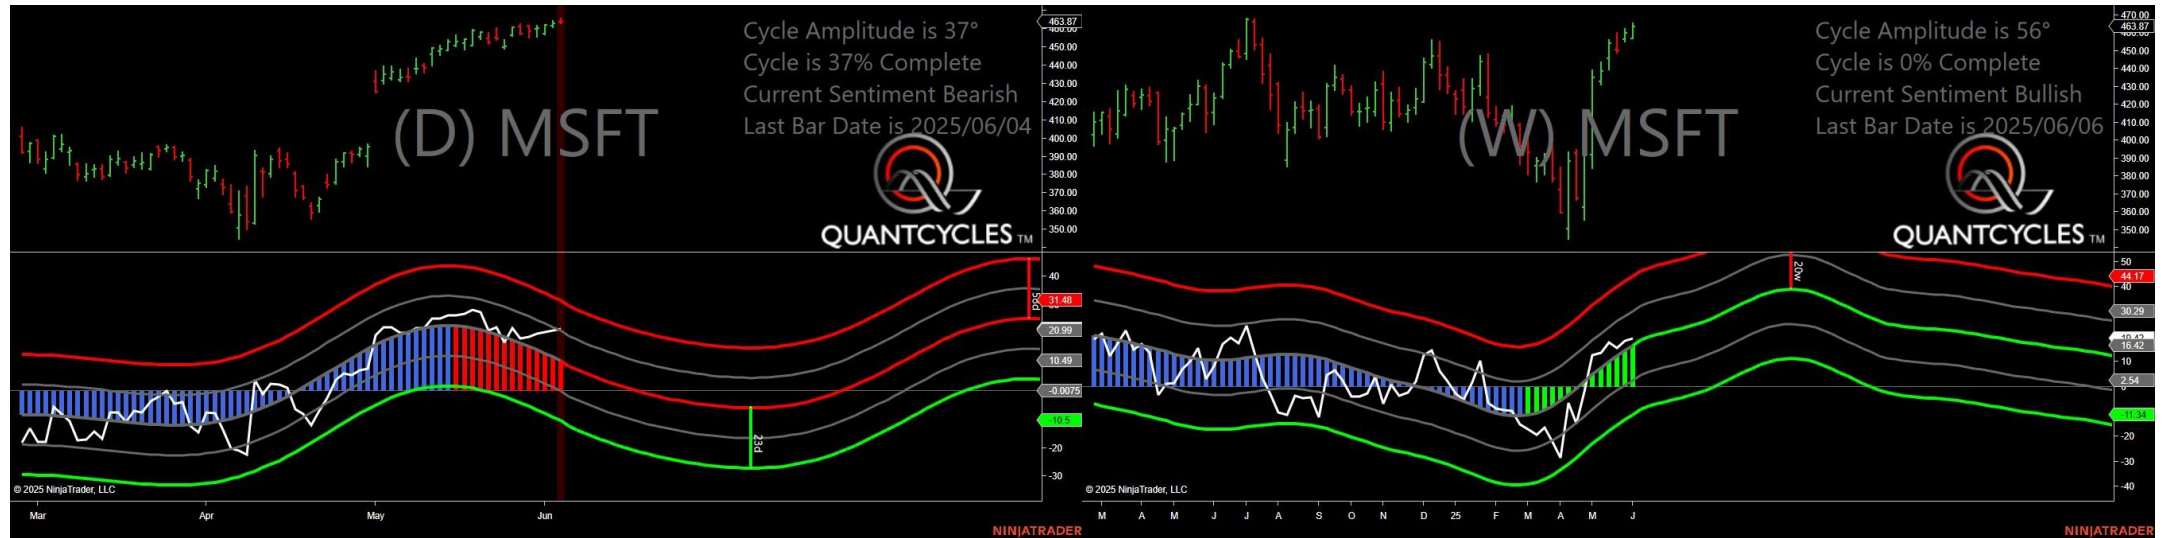 Cycle Amplitude is 37°
Cycle is 37% Complete
Current Sentiment Bearish
Last Bar Date is 2025/06/04
(D) MSFT
QUANTCYCLES TM
463.87
450.00
440.00
430.00
420.00
410.00
400.00
390.00
380.00
370.00
360.00
350.00
40
31.48
20.99
10.49
-0.0075
-10.5
-20
-30
23d
© 2025 NinjaTrader, LLC
Mar Apr May Jun
NINJATRADER
Cycle Amplitude is 56°
Cycle is 0% Complete
Current Sentiment Bullish
Last Bar Date is 2025/06/06
(W) MSFT
QUANTCYCLES TM
470.00
463.87
450.00
440.00
430.00
420.00
410.00
400.00
390.00
380.00
370.00
360.00
350.00
50
44.17
40
30.29
16.42
10
2.54
-11.34
-20
-30
-40
20w
© 2025 NinjaTrader, LLC
M A M J J A S O N D 25 F M A M J
NINJATRADER